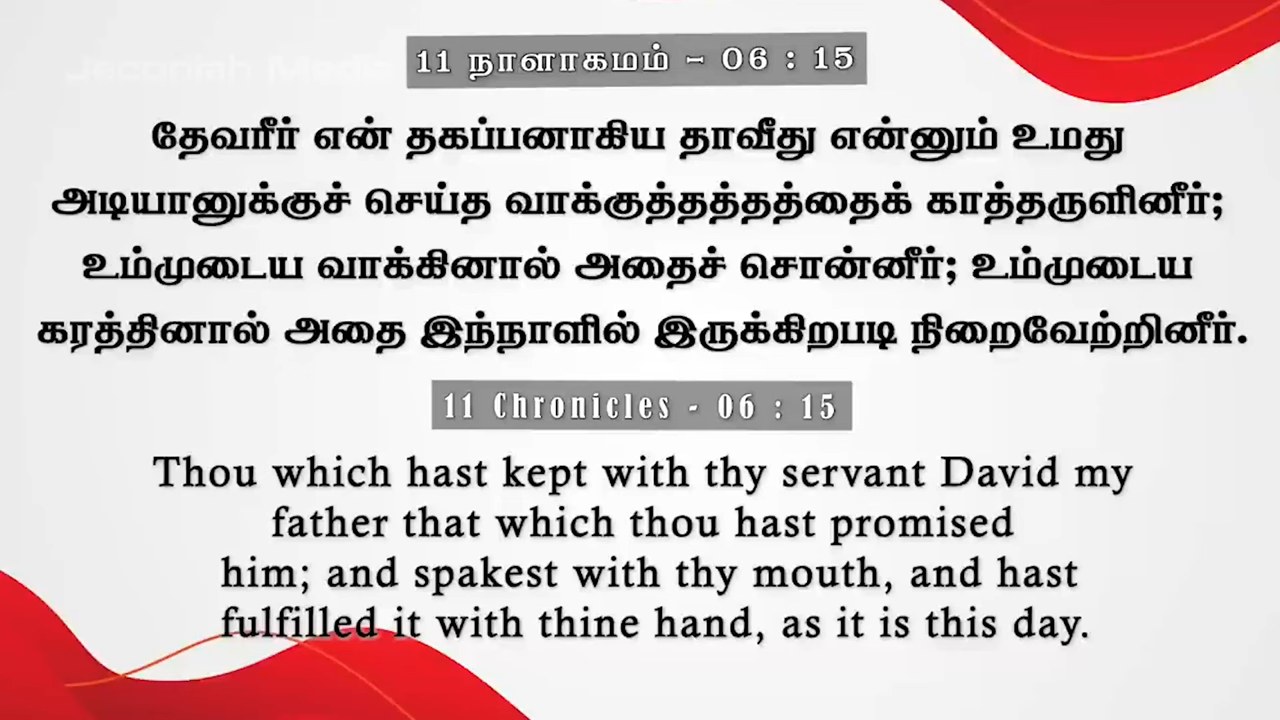 Jeconiah Media
11 நாளாகமம் - 06 : 15
தேவரீர் என் தகப்பனாகிய தாவீது என்னும் உமது
அடியானுக்குச் செய்த வாக்குத்தத்தத்தைக் காத்தருளினீர்;
உம்முடைய வாக்கினால் அதைச் சொன்னீர்; உம்முடைய
கரத்தினால் அதை இந்நாளில் இருக்கிறபடி நிறைவேற்றினீர்.
11 Chronicles - 06 : 15
Thou which hast kept with thy servant David my
father that which thou hast promised
him; and spakest with thy mouth, and hast
fulfilled it with thine hand, as it is this day.